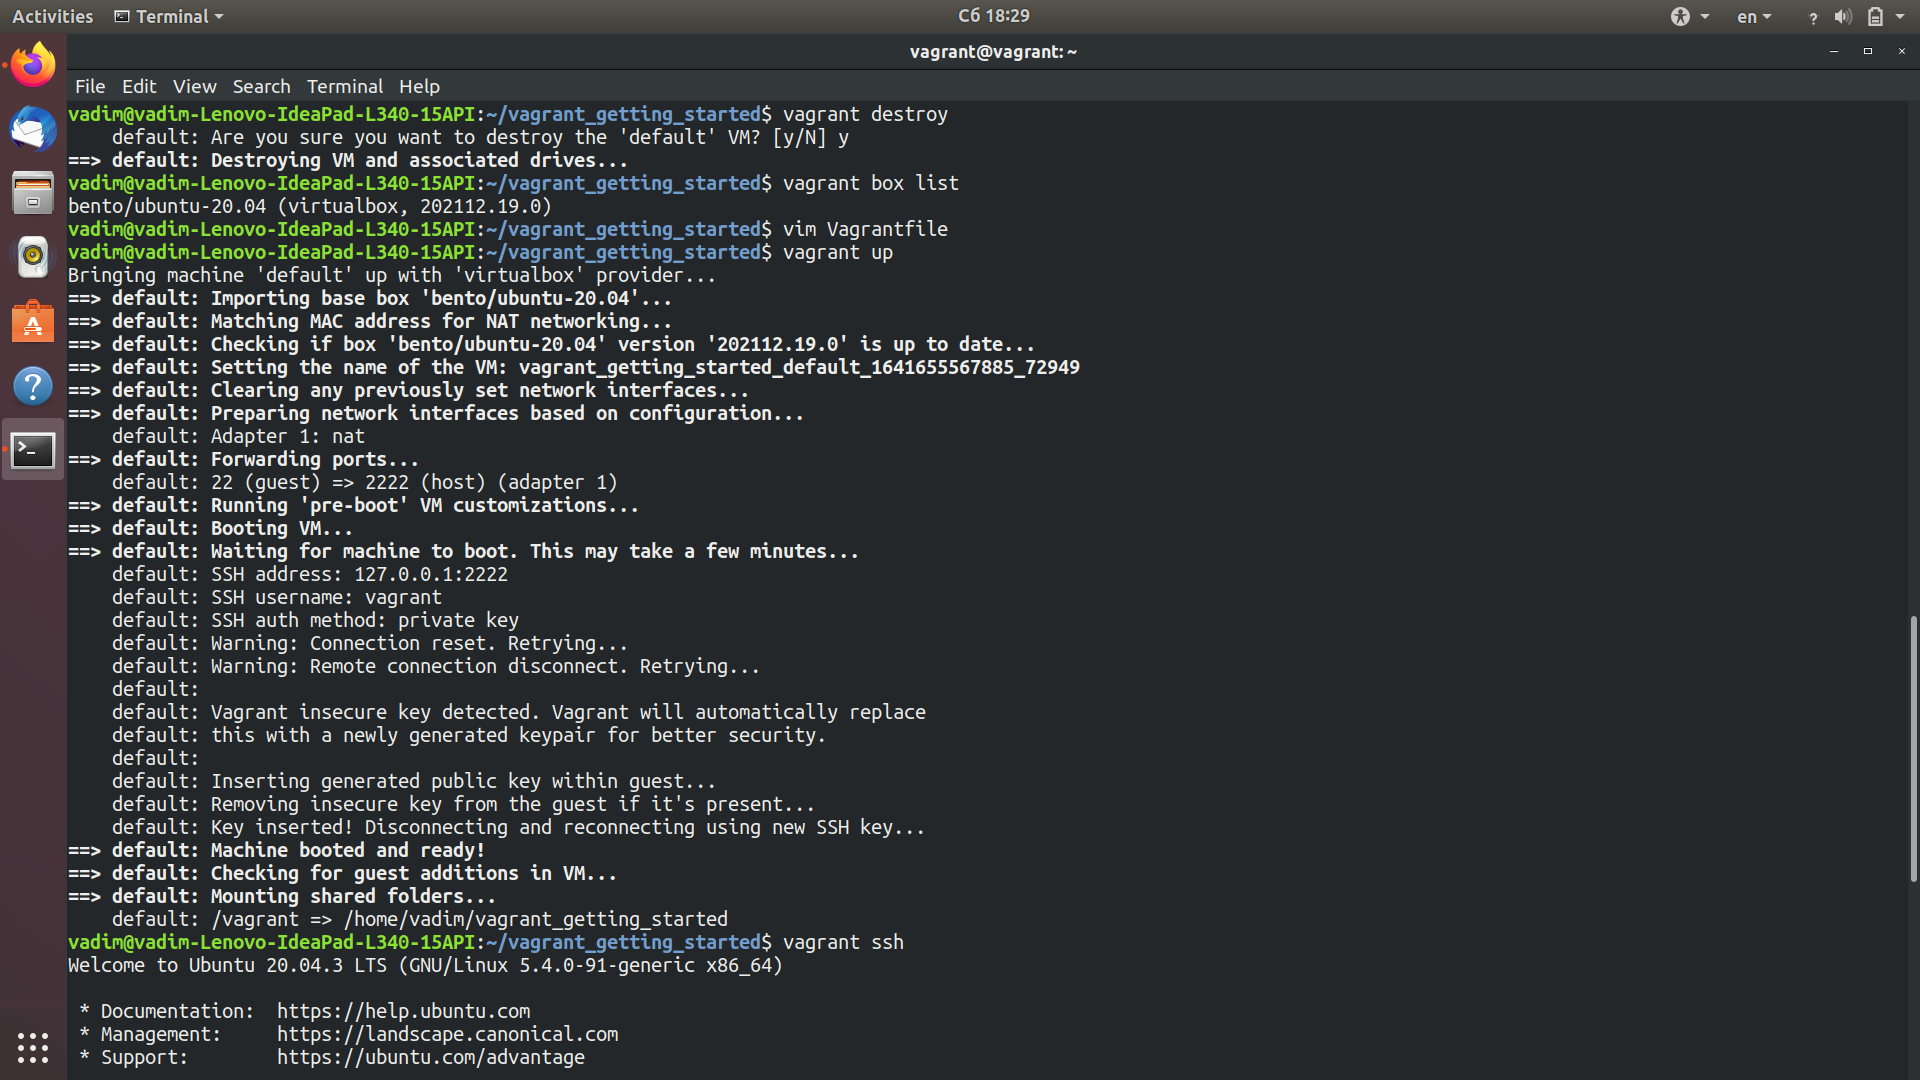 Activities Terminal Сб 18:29 en
vagrant@vagrant: ~
File Edit View Search Terminal Help
vadim@vadim-Lenovo-IdeaPad-L340-15API:~/vagrant_getting_started$ vagrant destroy
    default: Are you sure you want to destroy the 'default' VM? [y/N] y
==> default: Destroying VM and associated drives...
vadim@vadim-Lenovo-IdeaPad-L340-15API:~/vagrant_getting_started$ vagrant box list
bento/ubuntu-20.04 (virtualbox, 202112.19.0)
vadim@vadim-Lenovo-IdeaPad-L340-15API:~/vagrant_getting_started$ vim Vagrantfile
vadim@vadim-Lenovo-IdeaPad-L340-15API:~/vagrant_getting_started$ vagrant up
Bringing machine 'default' up with 'virtualbox' provider...
==> default: Importing base box 'bento/ubuntu-20.04'...
==> default: Matching MAC address for NAT networking...
==> default: Checking if box 'bento/ubuntu-20.04' version '202112.19.0' is up to date...
==> default: Setting the name of the VM: vagrant_getting_started_default_1641655567885_72949
==> default: Clearing any previously set network interfaces...
==> default: Preparing network interfaces based on configuration...
    default: Adapter 1: nat
==> default: Forwarding ports...
    default: 22 (guest) => 2222 (host) (adapter 1)
==> default: Running 'pre-boot' VM customizations...
==> default: Booting VM...
==> default: Waiting for machine to boot. This may take a few minutes...
    default: SSH address: 127.0.0.1:2222
    default: SSH username: vagrant
    default: SSH auth method: private key
    default: Warning: Connection reset. Retrying...
    default: Warning: Remote connection disconnect. Retrying...
    default:
    default: Vagrant insecure key detected. Vagrant will automatically replace
    default: this with a newly generated keypair for better security.
    default:
    default: Inserting generated public key within guest...
    default: Removing insecure key from the guest if it's present...
    default: Key inserted! Disconnecting and reconnecting using new SSH key...
==> default: Machine booted and ready!
==> default: Checking for guest additions in VM...
==> default: Mounting shared folders...
    default: /vagrant => /home/vadim/vagrant_getting_started
vadim@vadim-Lenovo-IdeaPad-L340-15API:~/vagrant_getting_started$ vagrant ssh
Welcome to Ubuntu 20.04.3 LTS (GNU/Linux 5.4.0-91-generic x86_64)

 * Documentation:  https://help.ubuntu.com
 * Management:     https://landscape.canonical.com
 * Support:        https://ubuntu.com/advantage